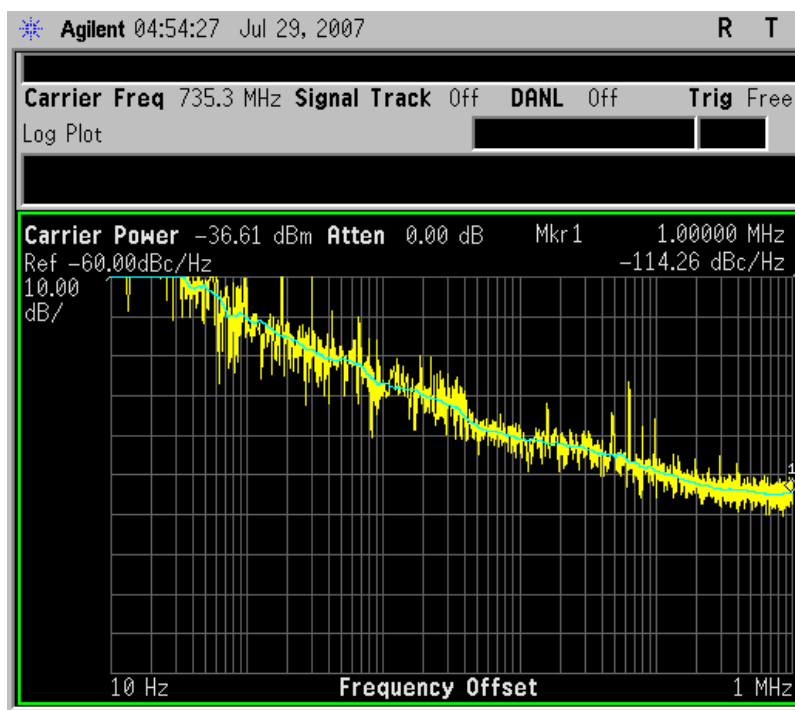 Agilent 04:54:27 Jul 29, 2007 R T
Carrier Freq 735.3 MHz Signal Track Off DANL Off Trig Free
Log Plot
Carrier Power -36.61 dBm Atten 0.00 dB Mkr1 1.00000 MHz
Ref -60.00dBc/Hz -114.26 dBc/Hz
10.00
dB/
1
10 Hz Frequency Offset 1 MHz